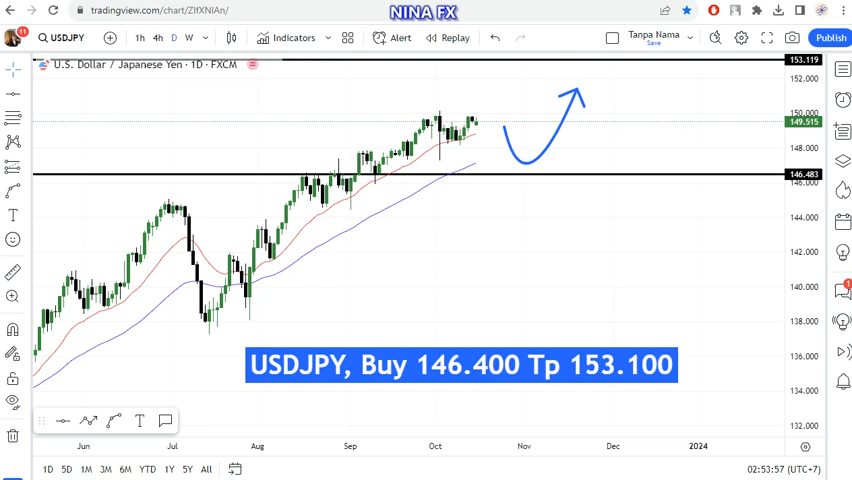 NINA FX
tradingview.com/chart/ZIfXNIAn/
USDJPY 1h 4h D W Indicators Alert Replay Tanpa Nama Save Publish
U.S. Dollar / Japanese Yen · 1D · FXCM
153.119
152.000
150.000
149.515
148.000
146.483
146.000
144.000
142.000
140.000
138.000
136.000
134.000
132.000
USDJPY, Buy 146.400 Tp 153.100
Jun Jul Aug Sep Oct Nov Dec 2024
1D 5D 1M 3M 6M YTD 1Y 5Y All 02:53:57 (UTC+7)
1